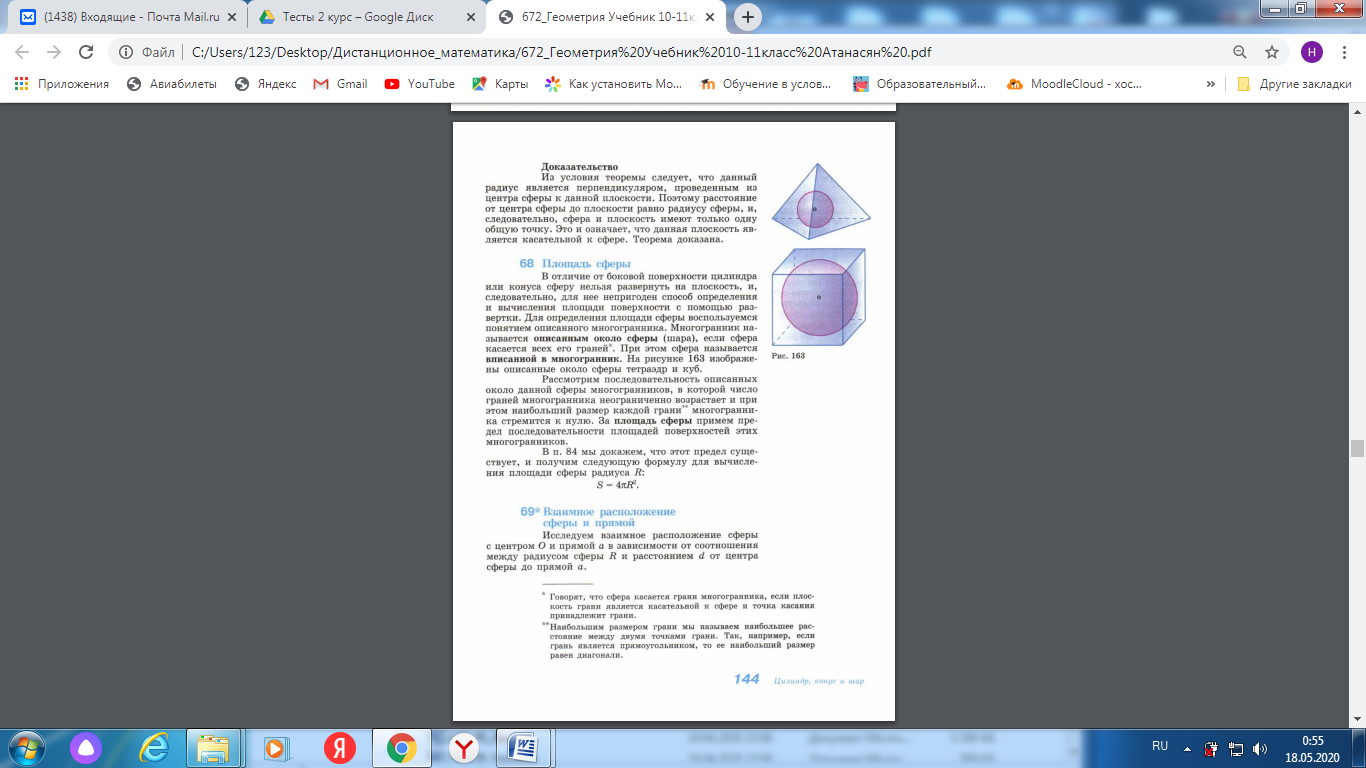 (1438) Входящие - Почта Mail.ru
Тесты 2 курс – Google Диск
672_Геометрия Учебник 10-11к
Файл
C:/Users/123/Desktop/Дистанционное_математика/672_Геометрия%20Учебник%2010-11класс%20Атанасян%20.pdf
Н
Приложения
Авиабилеты
Яндекс
Gmail
YouTube
Карты
Как установить Мо...
Обучение в услов...
Образовательный...
MoodleCloud - хос...
»
Другие закладки
Доказательство
Из условия теоремы следует, что данный
радиус является перпендикуляром, проведенным из
центра сферы к данной плоскости. Поэтому расстояние
от центра сферы до плоскости равно радиусу сферы, и,
следовательно, сфера и плоскость имеют только одну
общую точку. Это и означает, что данная плоскость яв-
ляется касательной к сфере. Теорема доказана.
68 Площадь сферы
В отличие от боковой поверхности цилиндра
или конуса сферу нельзя развернуть на плоскость, и,
следовательно, для нее непригоден способ определения
и вычисления площади поверхности с помощью раз-
вертки. Для определения площади сферы воспользуемся
понятием описанного многогранника. Многогранник на-
зывается описанным около сферы (шара), если сфера
касается всех его граней*. При этом сфера называется
вписанной в многогранник. На рисунке 163 изображе-
ны описанные около сферы тетраэдр и куб.
Рассмотрим последовательность описанных
около данной сферы многогранников, в которой число
граней многогранника неограниченно возрастает и при
этом наибольший размер каждой грани** многогранни-
ка стремится к нулю. За площадь сферы примем пре-
дел последовательности площадей поверхностей этих
многогранников.
В п. 84 мы докажем, что этот предел суще-
ствует, и получим следующую формулу для вычисле-
ния площади сферы радиуса R:
S = 4πR².
Рис. 163
69* Взаимное расположение
сферы и прямой
Исследуем взаимное расположение сферы
с центром O и прямой a в зависимости от соотношения
между радиусом сферы R и расстоянием d от центра
сферы до прямой a.
* Говорят, что сфера касается грани многогранника, если плос-
кость грани является касательной к сфере и точка касания
принадлежит грани.
** Наибольшим размером грани мы называем наибольшее рас-
стояние между двумя точками грани. Так, например, если
грань является прямоугольником, то ее наибольший размер
равен диагонали.
144 Цилиндр, конус и шар
RU
0:55
18.05.2020